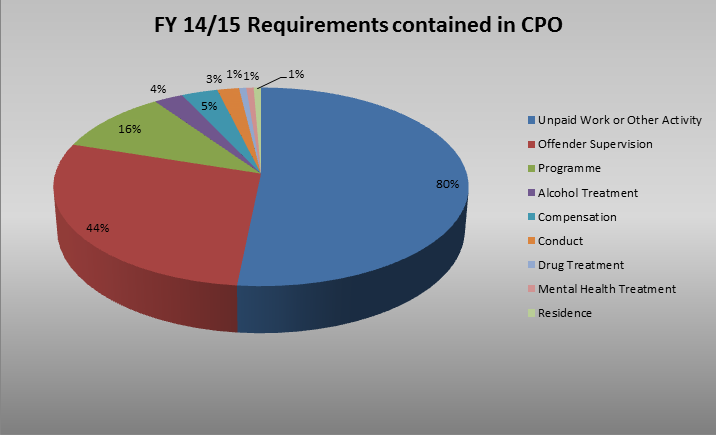 FY 14/15 Requirements contained in CPO
3% 1% 1% 1%
4%
5%
16%
80%
44%
Unpaid Work or Other Activity
Offender Supervision
Programme
Alcohol Treatment
Compensation
Conduct
Drug Treatment
Mental Health Treatment
Residence